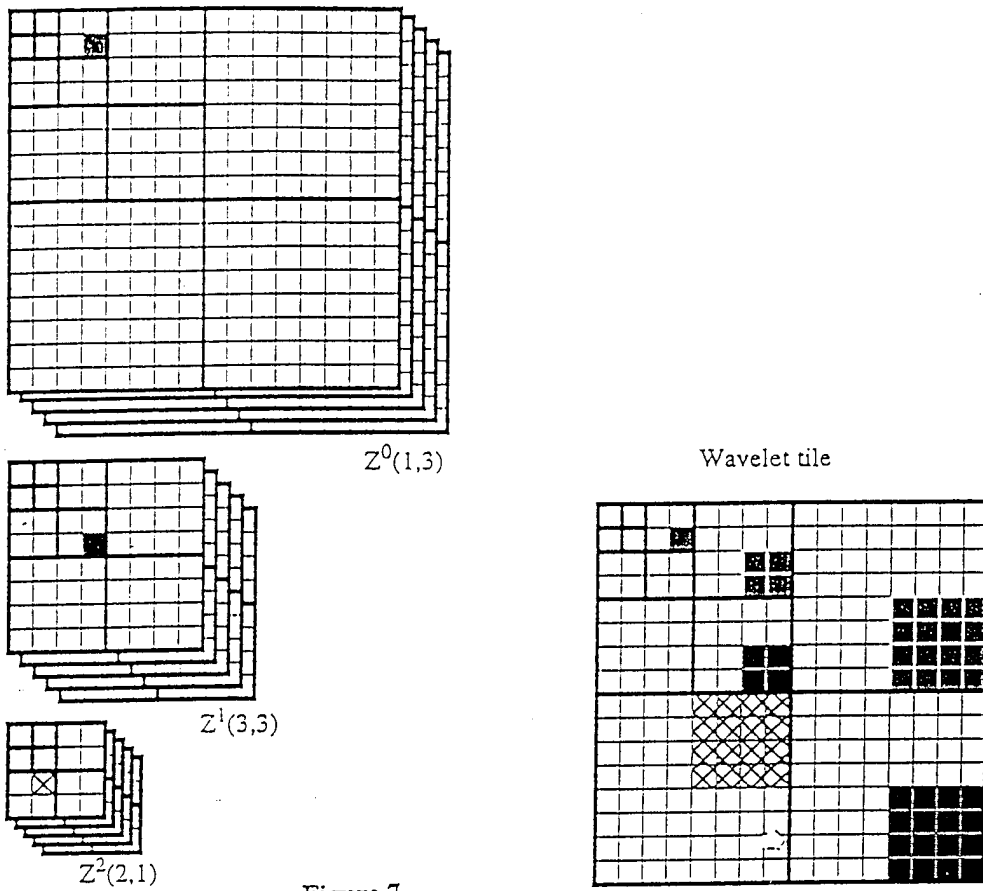 Z⁰(1,3)
Wavelet tile
Z¹(3,3)
Z²(2,1)
Figure 7